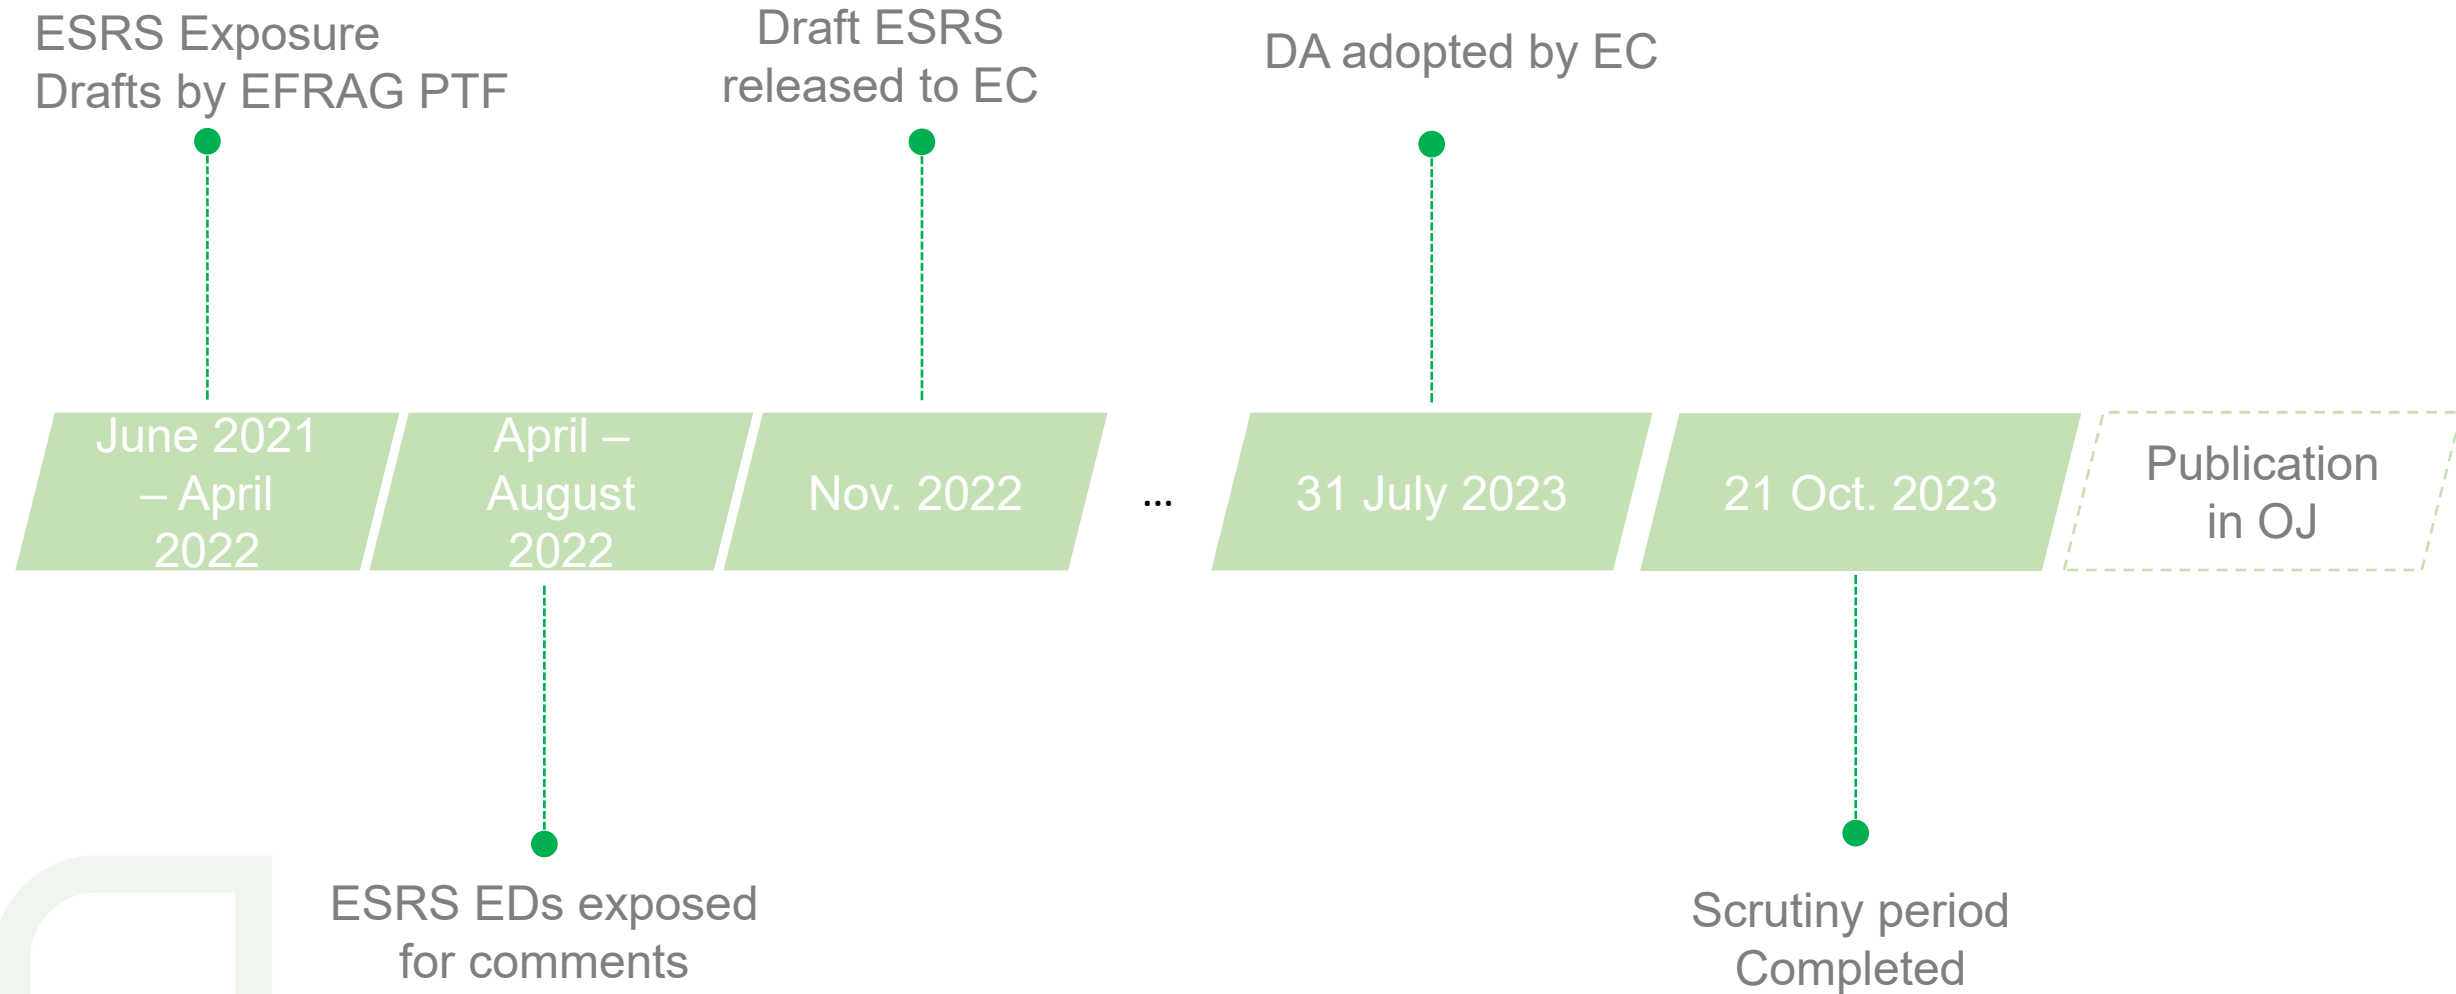 ESRS Exposure
Drafts by EFRAG PTF
Draft ESRS
released to EC
DA adopted by EC
June 2021
– April
2022
April –
August
2022
Nov. 2022
...
31 July 2023
21 Oct. 2023
Publication
in OJ
ESRS EDs exposed
for comments
Scrutiny period
Completed